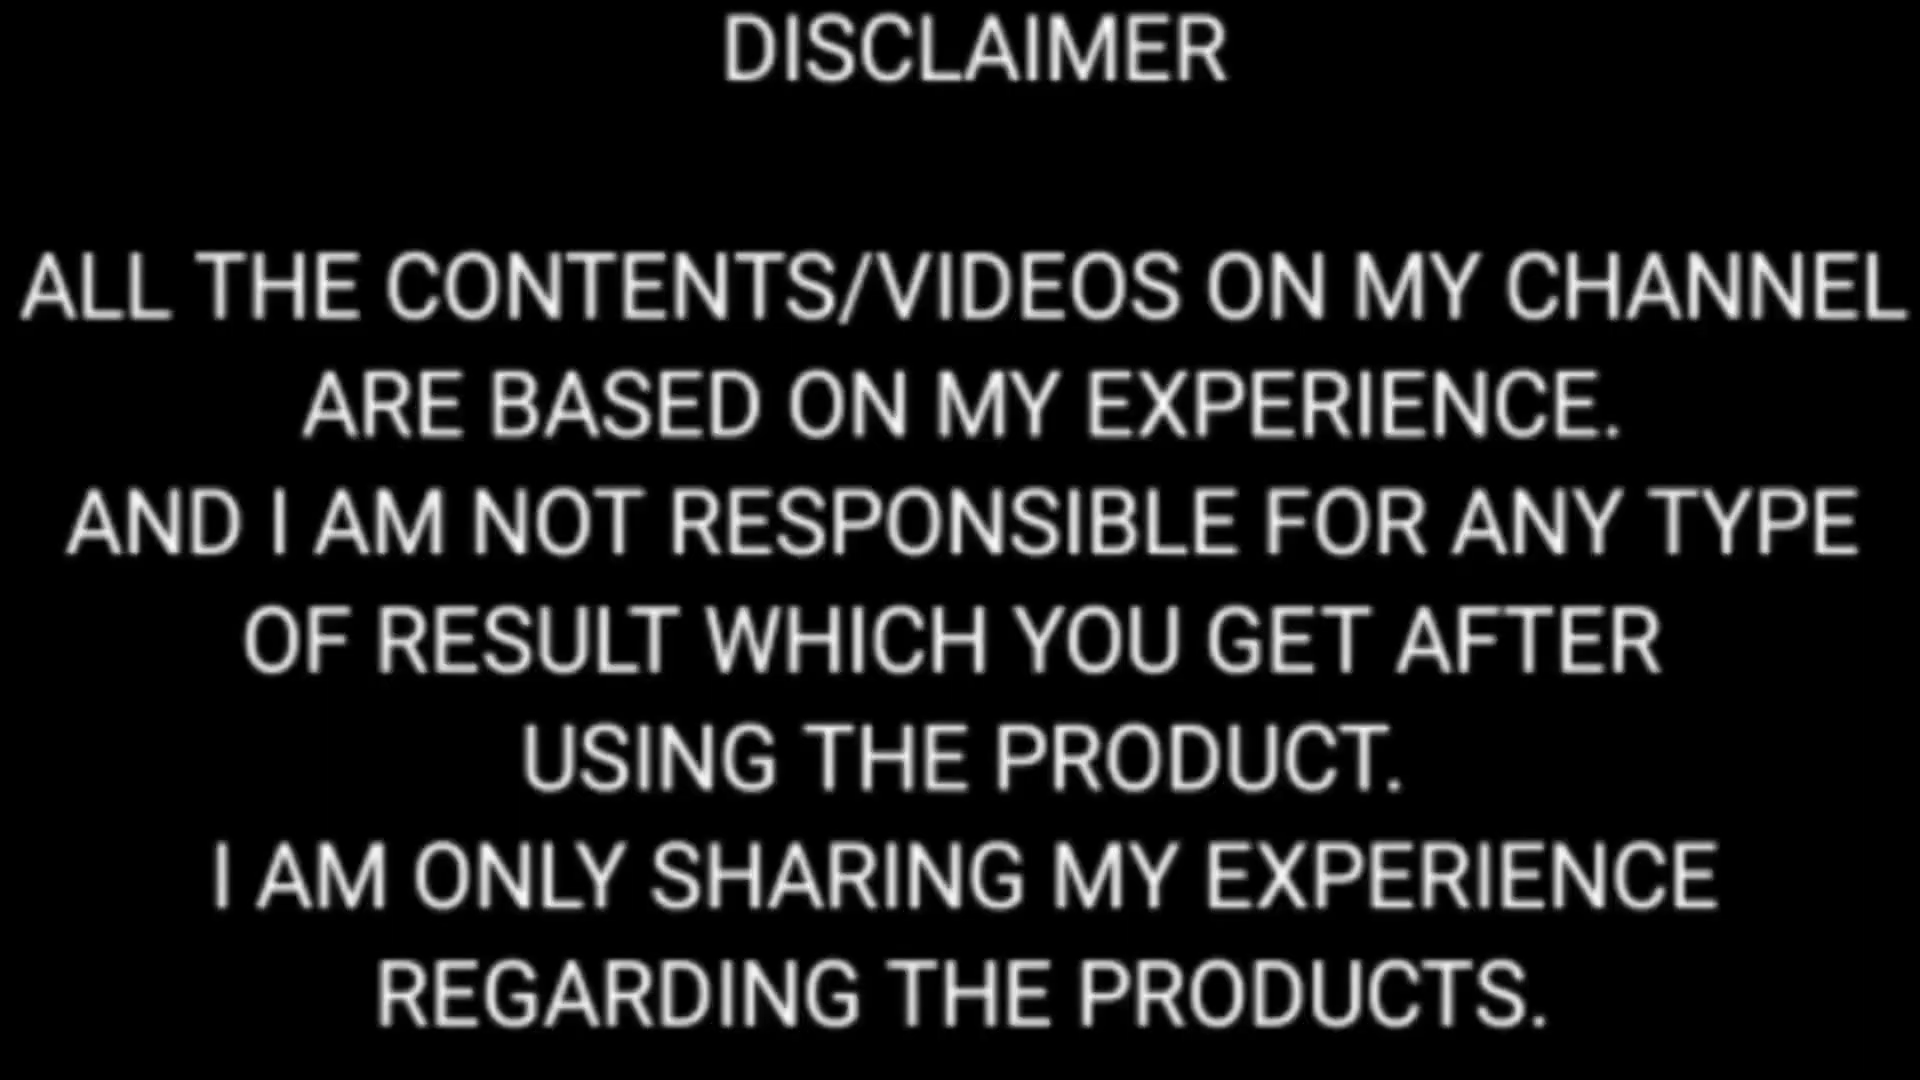 DISCLAIMER
ALL THE CONTENTS/VIDEOS ON MY CHANNEL
ARE BASED ON MY EXPERIENCE.
AND I AM NOT RESPONSIBLE FOR ANY TYPE
OF RESULT WHICH YOU GET AFTER
USING THE PRODUCT.
I AM ONLY SHARING MY EXPERIENCE
REGARDING THE PRODUCTS.